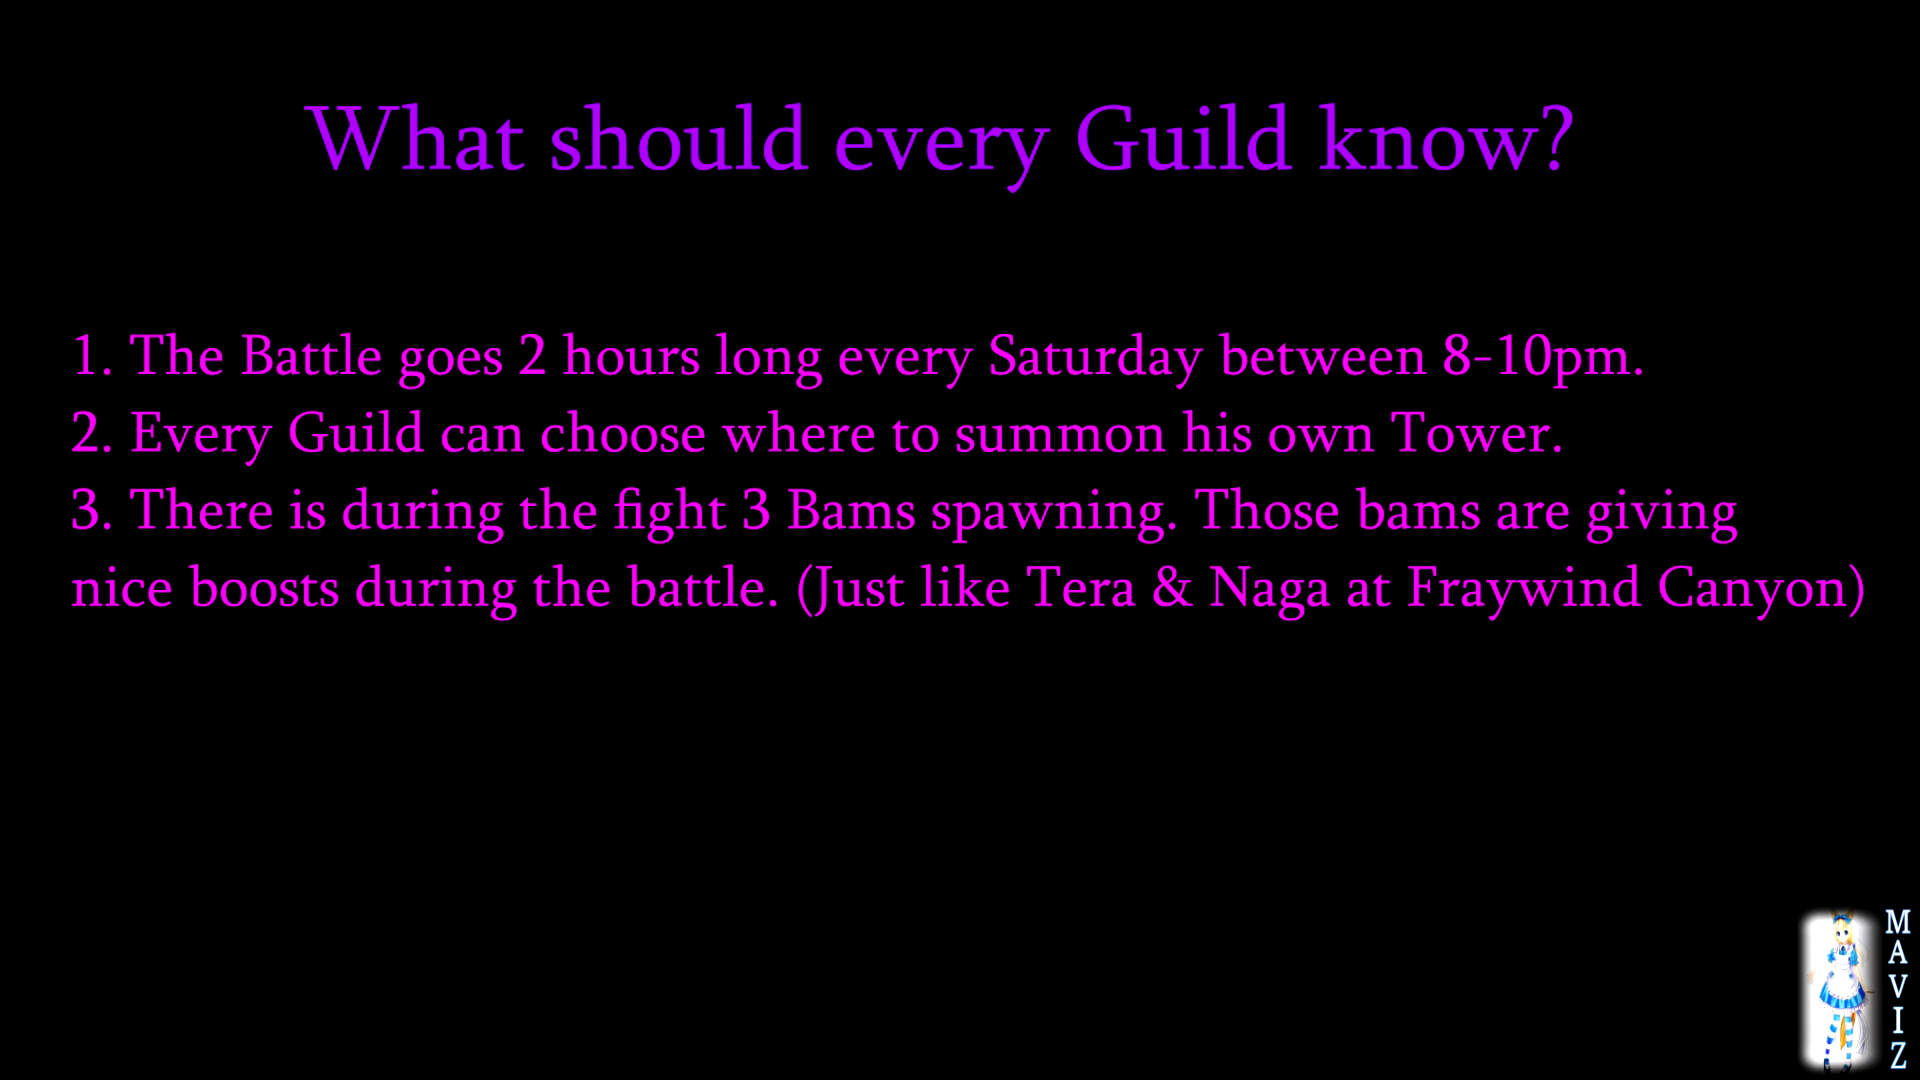 What should every Guild know?
1. The Battle goes 2 hours long every Saturday between 8-10pm.
2. Every Guild can choose where to summon his own Tower.
3. There is during the fight 3 Bams spawning. Those bams are giving
nice boosts during the battle. (Just like Tera & Naga at Fraywind Canyon)
MAVIZ